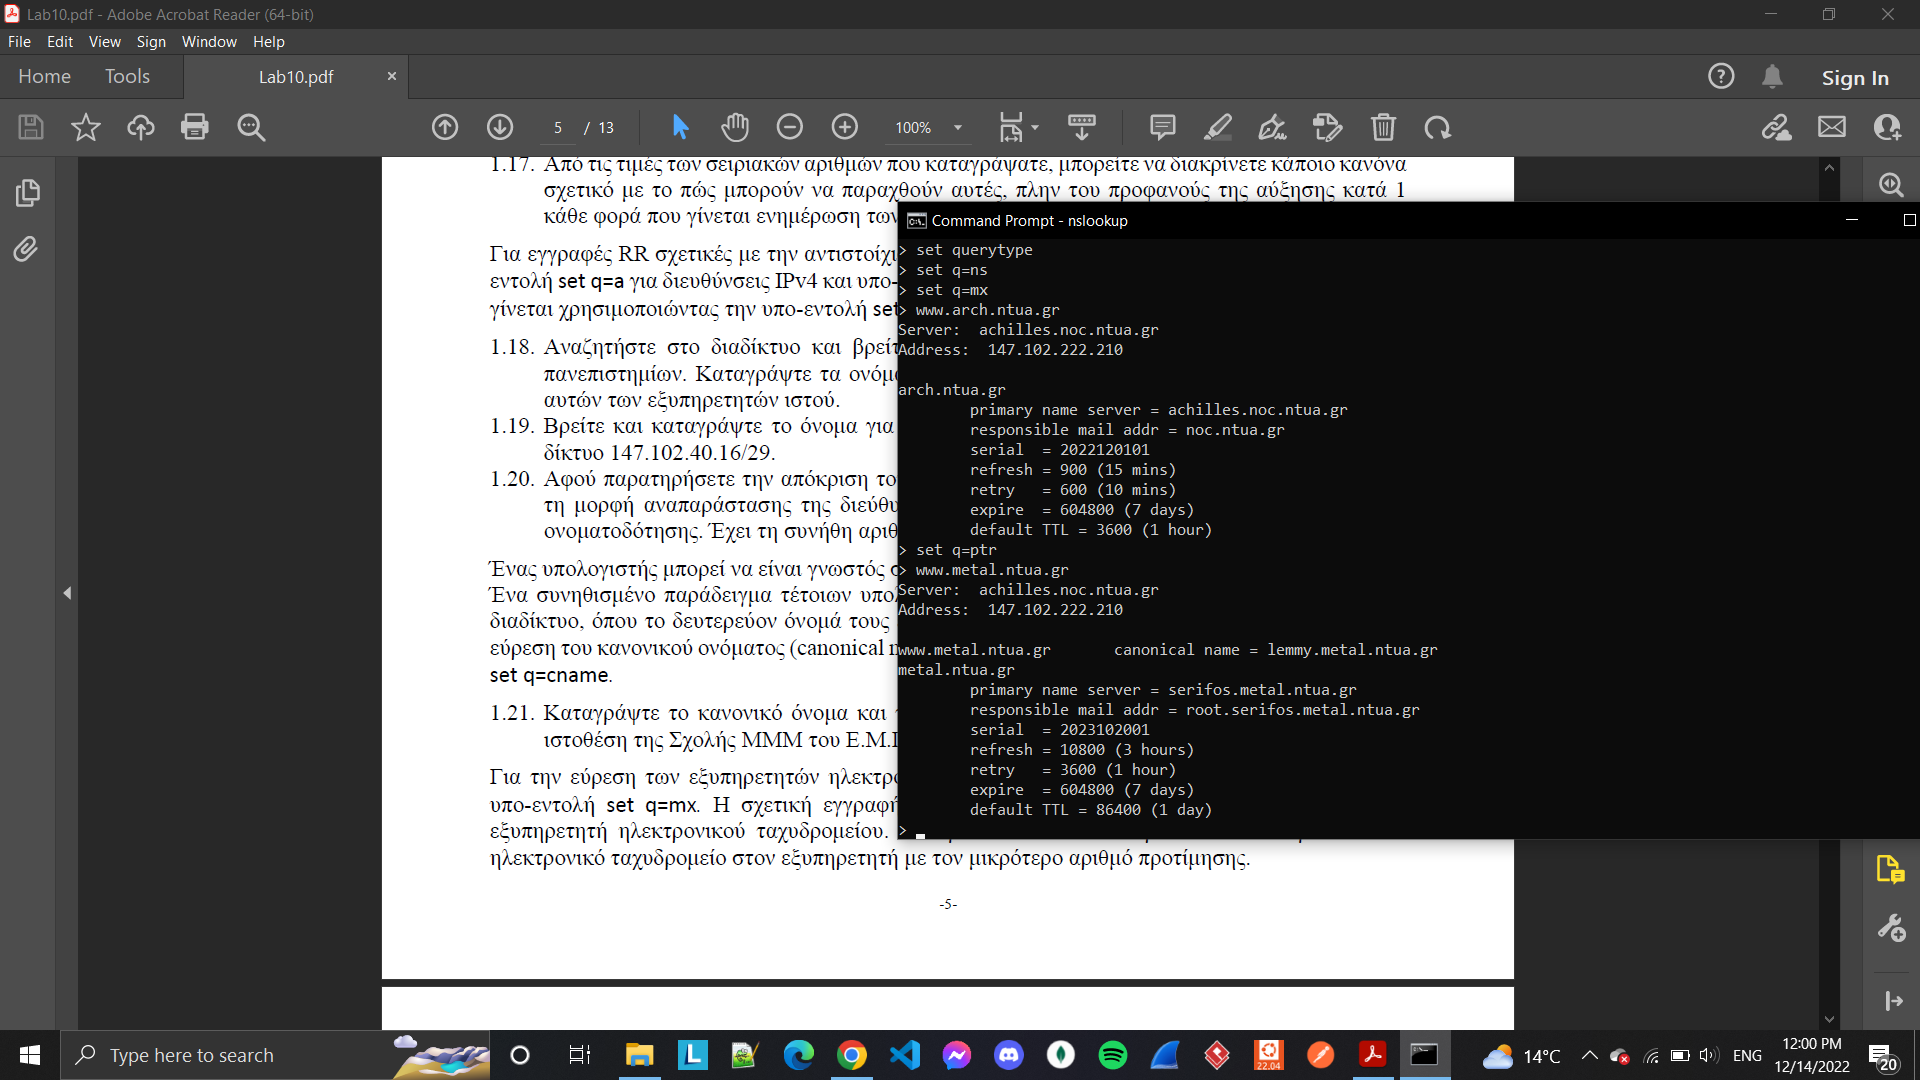 Lab10.pdf - Adobe Acrobat Reader (64-bit)
File Edit View Sign Window Help
Home Tools Lab10.pdf × Sign In
5 / 13 100%
1.17. Από τις τιμές των σειριακών αριθμών που καταγράψατε, μπορείτε να διακρίνετε κάποιο κανόνα
σχετικό με το πώς μπορούν να παραχθούν αυτές, πλην του προφανούς της αύξησης κατά 1
κάθε φορά που γίνεται ενημέρωση των
Για εγγραφές RR σχετικές με την αντιστοίχι
εντολή set q=a για διευθύνσεις IPv4 και υπο-
γίνεται χρησιμοποιώντας την υπο-εντολή set
1.18. Αναζητήστε στο διαδίκτυο και βρείτ
πανεπιστημίων. Καταγράψτε τα ονόμα
αυτών των εξυπηρετητών ιστού.
1.19. Βρείτε και καταγράψτε το όνομα για
δίκτυο 147.102.40.16/29.
1.20. Αφού παρατηρήσετε την απόκριση το
τη μορφή αναπαράστασης της διεύθυ
ονοματοδότησης. Έχει τη συνήθη αριθ
Ένας υπολογιστής μπορεί να είναι γνωστός σ
Ένα συνηθισμένο παράδειγμα τέτοιων υπολ
διαδίκτυο, όπου το δευτερεύον όνομά τους
εύρεση του κανονικού ονόματος (canonical n
set q=cname.
1.21. Καταγράψτε το κανονικό όνομα και
ιστοθέση της Σχολής ΜΜΜ του Ε.Μ.Π
Για την εύρεση των εξυπηρετητών ηλεκτρο
υπο-εντολή set q=mx. Η σχετική εγγραφή
εξυπηρετητή ηλεκτρονικού ταχυδρομείου.
ηλεκτρονικό ταχυδρομείο στον εξυπηρετητή με τον μικρότερο αριθμό προτίμησης.
-5-
Command Prompt - nslookup
> set querytype
> set q=ns
> set q=mx
> www.arch.ntua.gr
Server: achilles.noc.ntua.gr
Address: 147.102.222.210
arch.ntua.gr
primary name server = achilles.noc.ntua.gr
responsible mail addr = noc.ntua.gr
serial = 2022120101
refresh = 900 (15 mins)
retry = 600 (10 mins)
expire = 604800 (7 days)
default TTL = 3600 (1 hour)
> set q=ptr
> www.metal.ntua.gr
Server: achilles.noc.ntua.gr
Address: 147.102.222.210
www.metal.ntua.gr canonical name = lemmy.metal.ntua.gr
metal.ntua.gr
primary name server = serifos.metal.ntua.gr
responsible mail addr = root.serifos.metal.ntua.gr
serial = 2023102001
refresh = 10800 (3 hours)
retry = 3600 (1 hour)
expire = 604800 (7 days)
default TTL = 86400 (1 day)
>
Type here to search
22.04
14°C
ENG
12:00 PM
12/14/2022
20